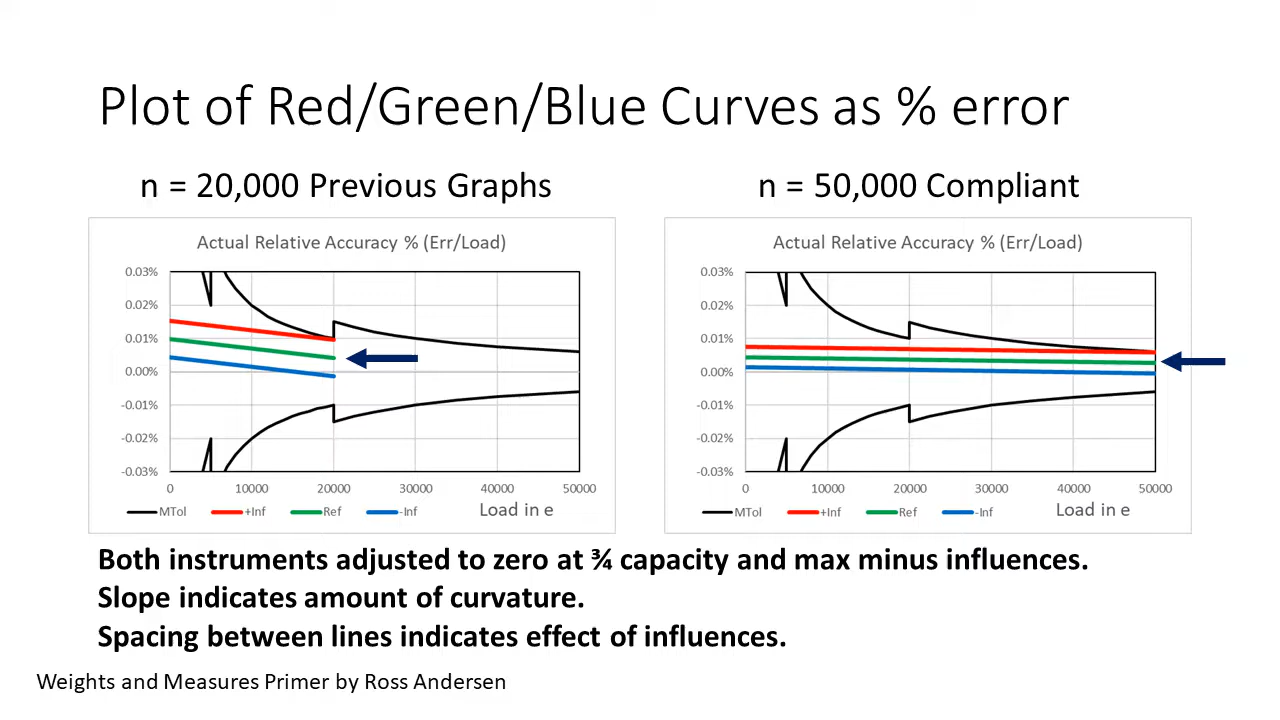 Plot of Red/Green/Blue Curves as % error
n = 20,000 Previous Graphs
Actual Relative Accuracy % (Err/Load)
0.03%
0.02%
0.01%
0.00%
-0.01%
-0.02%
-0.03%
0 10000 20000 30000 40000 50000
MTol +Inf Ref -Inf Load in e
n = 50,000 Compliant
Actual Relative Accuracy % (Err/Load)
0.03%
0.02%
0.01%
0.00%
-0.01%
-0.02%
-0.03%
0 10000 20000 30000 40000 50000
MTol +Inf Ref -Inf Load in e
Both instruments adjusted to zero at ¾ capacity and max minus influences.
Slope indicates amount of curvature.
Spacing between lines indicates effect of influences.
Weights and Measures Primer by Ross Andersen